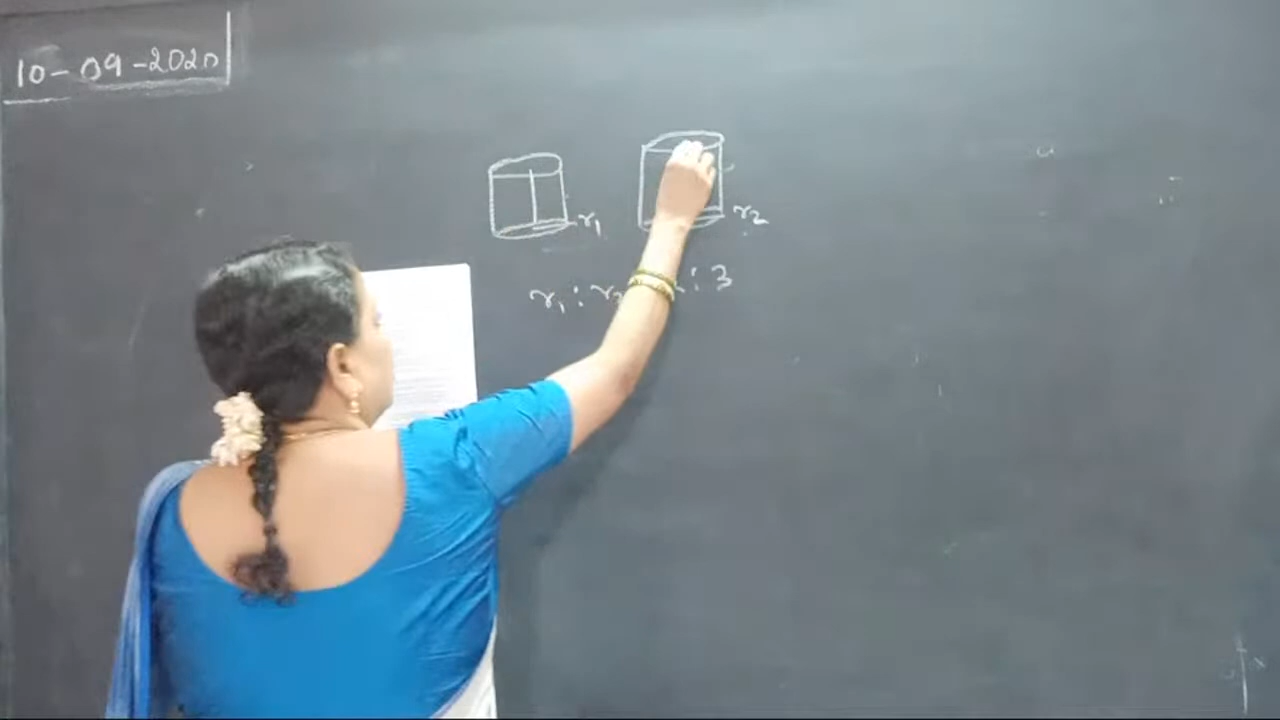 10-09-2020
r₁
r₂
r₁ : r₂ : 3